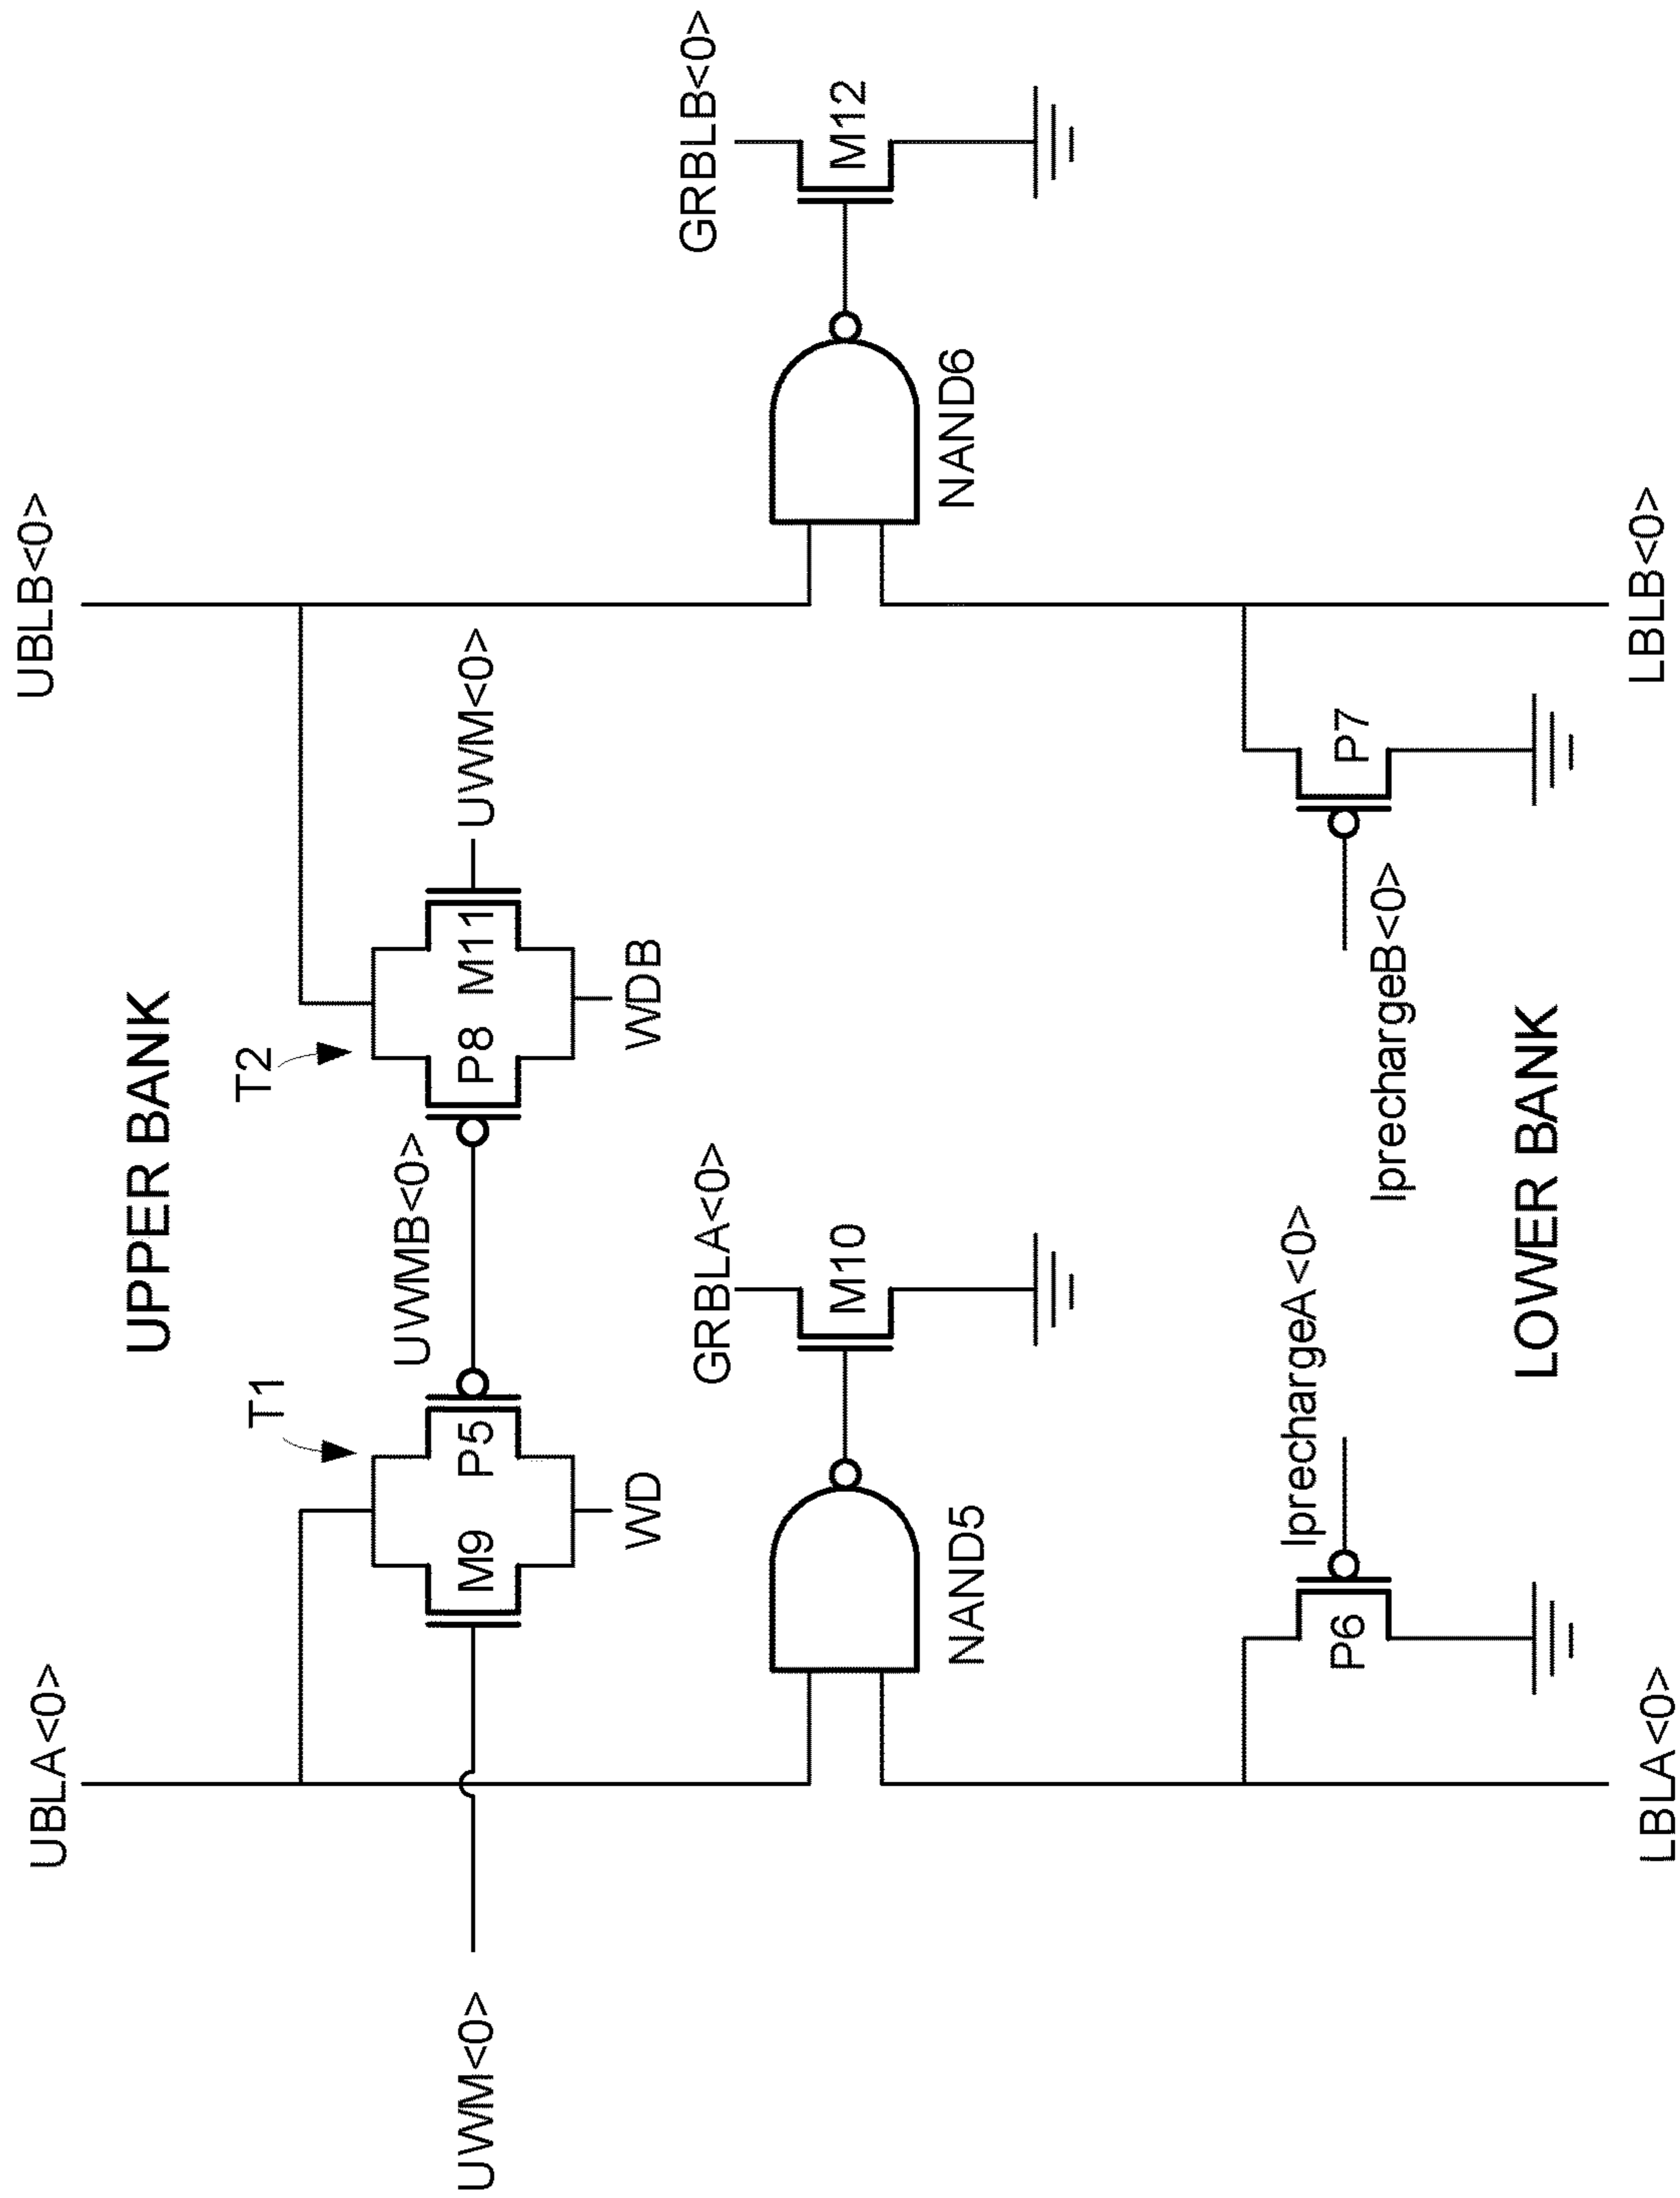 UBLA<0>
UBLB<0>
UPPER BANK
T1
T2
UWMB<0>
UWM<0>
M9
P5
P8
M11
UWM<0>
WD
WDB
GRBLA<0>
GRBLB<0>
M10
M12
NAND5
NAND6
lprechargeA<0>
P6
P7
lprechargeB<0>
LOWER BANK
LBLA<0>
LBLB<0>